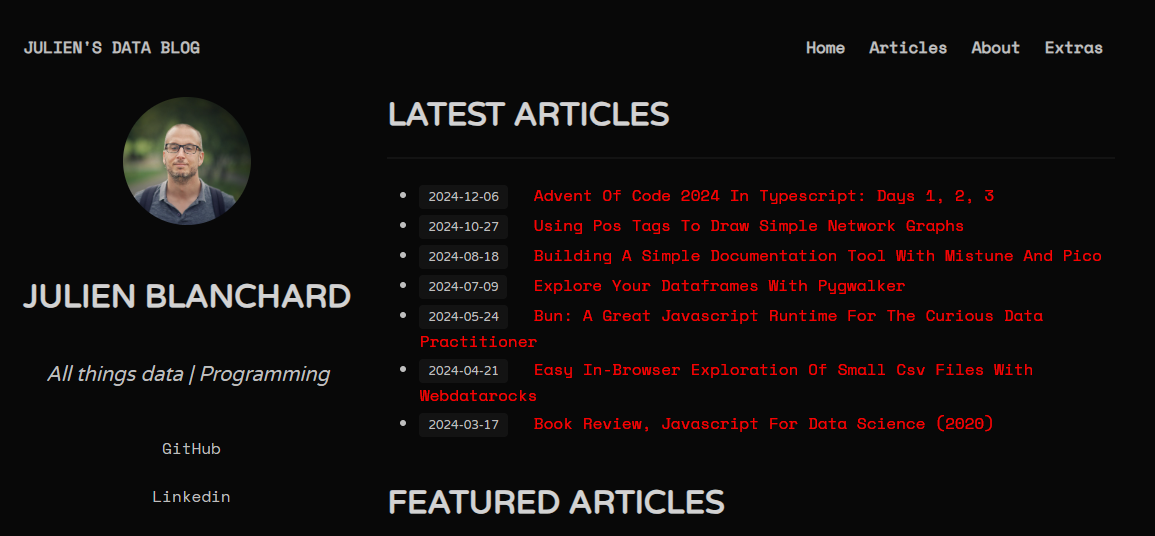 JULIEN'S DATA BLOG
Home Articles About Extras
JULIEN BLANCHARD
All things data | Programming
GitHub
Linkedin
LATEST ARTICLES
2024-12-06 Advent Of Code 2024 In Typescript: Days 1, 2, 3
2024-10-27 Using Pos Tags To Draw Simple Network Graphs
2024-08-18 Building A Simple Documentation Tool With Mistune And Pico
2024-07-09 Explore Your Dataframes With Pygwalker
2024-05-24 Bun: A Great Javascript Runtime For The Curious Data
Practitioner
2024-04-21 Easy In-Browser Exploration Of Small Csv Files With
Webdatarocks
2024-03-17 Book Review, Javascript For Data Science (2020)
FEATURED ARTICLES